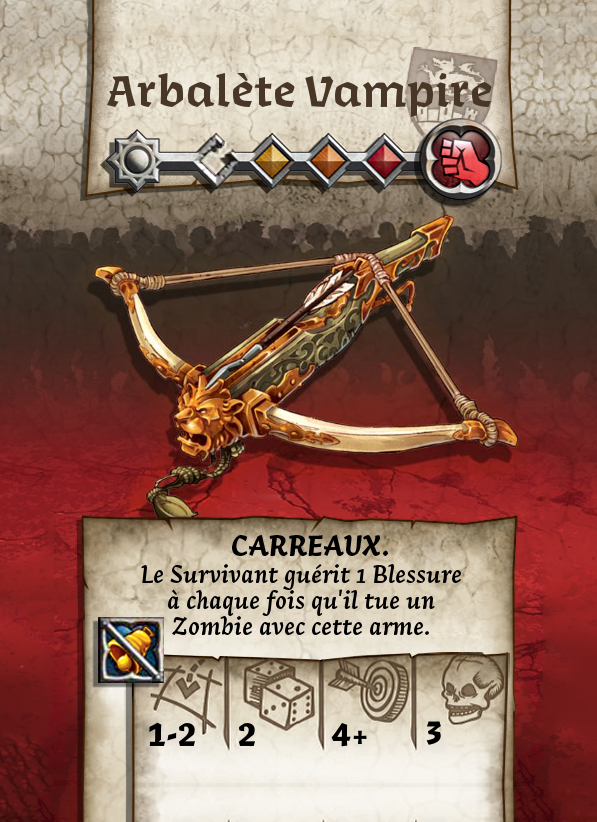 Arbalète Vampire
CARREAUX.
Le Survivant guérit 1 Blessure
à chaque fois qu'il tue un
Zombie avec cette arme.
1-2 2 4+ 3